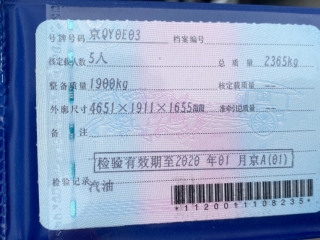 号牌号码 京QY0E03 档案编号
核定载人数 5人 总质量 2365kg
整备质量 1900kg 核定载质量 --
外廓尺寸 4651×1911×1655mm 准牵引总质量 --
备注
检验有效期至2020年01月京A(01)
检验记录 汽油
*1120011108235*